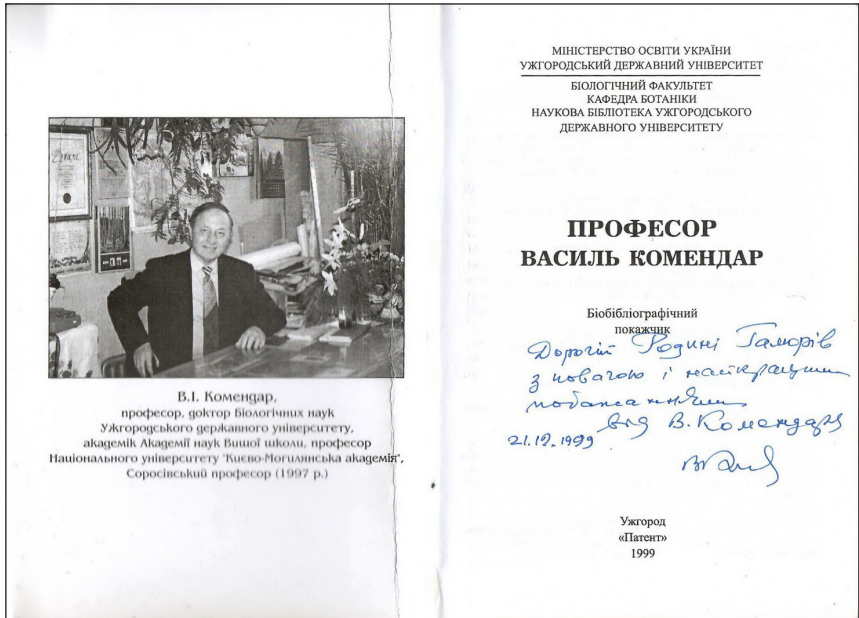 В.І. Комендар,
професор, доктор біологічних наук
Ужгородського державного університету,
академік Академії наук Вищої школи, професор
Національного університету "Києво-Могилянська академія",
Соросівський професор (1997 р.)
МІНІСТЕРСТВО ОСВІТИ УКРАЇНИ
УЖГОРОДСЬКИЙ ДЕРЖАВНИЙ УНІВЕРСИТЕТ
БІОЛОГІЧНИЙ ФАКУЛЬТЕТ
КАФЕДРА БОТАНІКИ
НАУКОВА БІБЛІОТЕКА УЖГОРОДСЬКОГО
ДЕРЖАВНОГО УНІВЕРСИТЕТУ
ПРОФЕСОР
ВАСИЛЬ КОМЕНДАР
Біобібліографічний
покажчик
Дорогій Родині Гаморів
з повагою і найкращими
побажаннями
від В. Комендаря
21.12.1999
Ужгород
«Патент»
1999